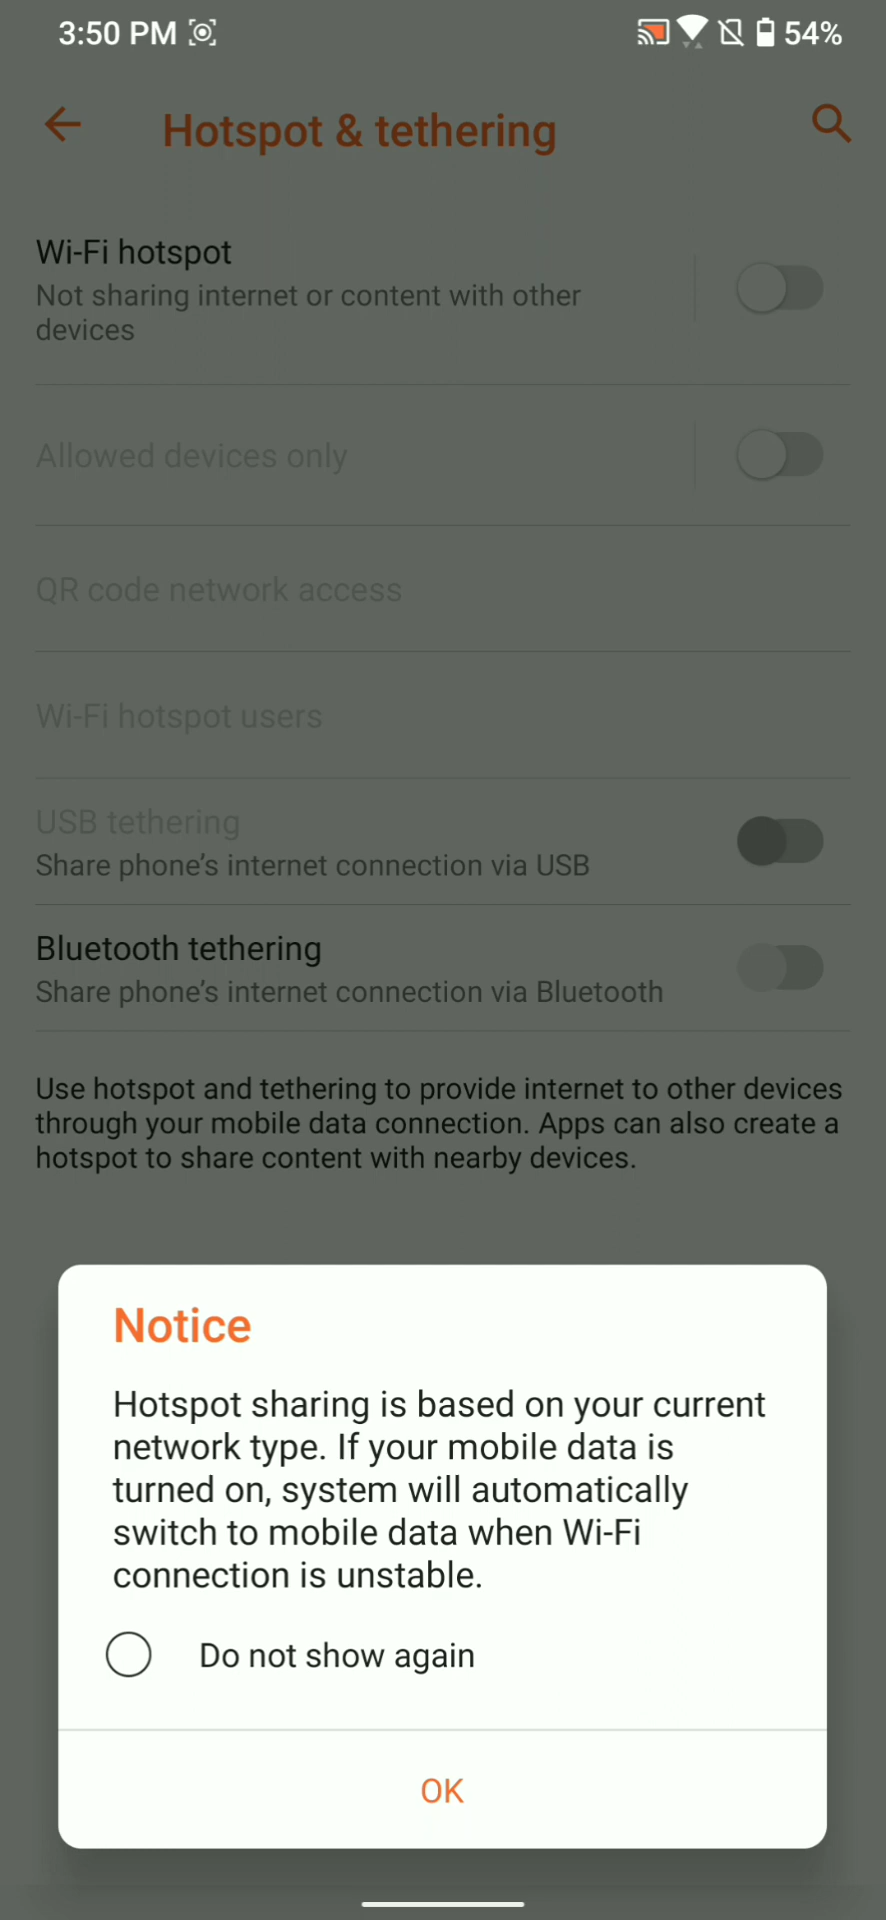 3:50 PM 54%
Hotspot & tethering
Wi-Fi hotspot
Not sharing internet or content with other
devices
Allowed devices only
QR code network access
Wi-Fi hotspot users
USB tethering
Share phone’s internet connection via USB
Bluetooth tethering
Share phone’s internet connection via Bluetooth
Use hotspot and tethering to provide internet to other devices
through your mobile data connection. Apps can also create a
hotspot to share content with nearby devices.
Notice
Hotspot sharing is based on your current
network type. If your mobile data is
turned on, system will automatically
switch to mobile data when Wi-Fi
connection is unstable.
Do not show again
OK